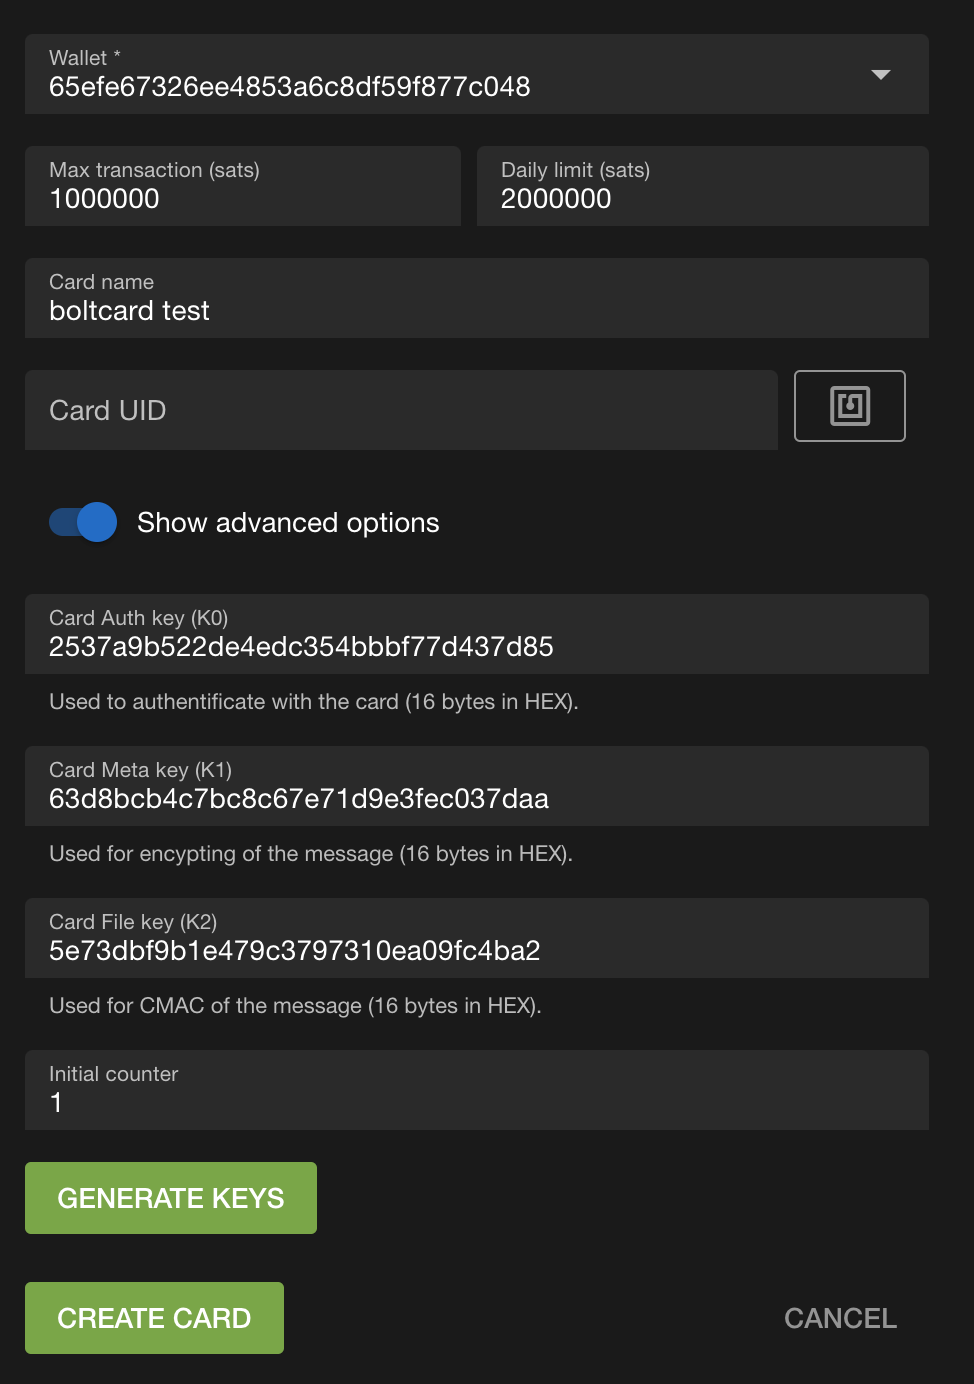 Wallet *
65efe67326ee4853a6c8df59f877c048
Max transaction (sats)
1000000
Daily limit (sats)
2000000
Card name
boltcard test
Card UID
Show advanced options
Card Auth key (K0)
2537a9b522de4edc354bbbf77d437d85
Used to authentificate with the card (16 bytes in HEX).
Card Meta key (K1)
63d8bcb4c7bc8c67e71d9e3fec037daa
Used for encypting of the message (16 bytes in HEX).
Card File key (K2)
5e73dbf9b1e479c3797310ea09fc4ba2
Used for CMAC of the message (16 bytes in HEX).
Initial counter
1
GENERATE KEYS
CREATE CARD
CANCEL